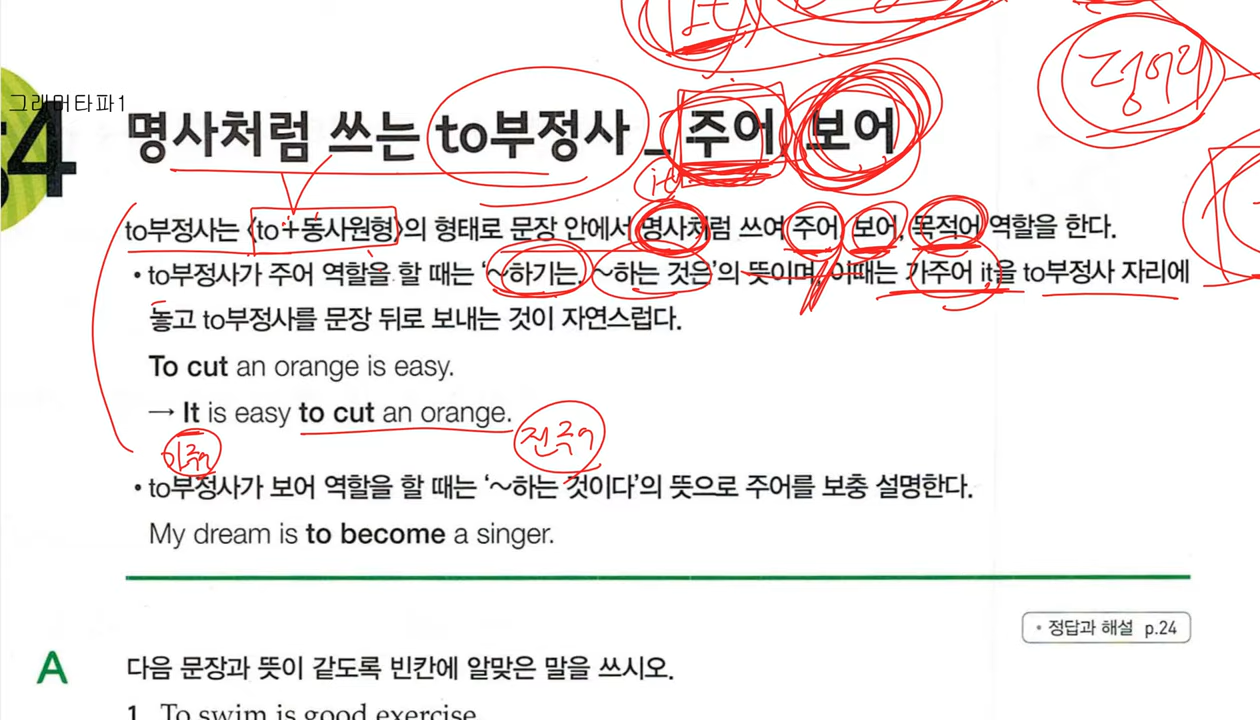 덩어리
그래머타파1
4 명사처럼 쓰는 to부정사 _ 주어, 보어
to부정사는 〈to+동사원형〉의 형태로 문장 안에서 명사처럼 쓰여 주어, 보어, 목적어 역할을 한다.
• to부정사가 주어 역할을 할 때는 '~하기는, ~하는 것은'의 뜻이며, 이때는 가주어 it을 to부정사 자리에
놓고 to부정사를 문장 뒤로 보내는 것이 자연스럽다.
To cut an orange is easy.
→ It is easy to cut an orange.
진주어
• to부정사가 보어 역할을 할 때는 '~하는 것이다'의 뜻으로 주어를 보충 설명한다.
My dream is to become a singer.
• 정답과 해설 p.24
A 다음 문장과 뜻이 같도록 빈칸에 알맞은 말을 쓰시오.
1 To swim is good exercise.